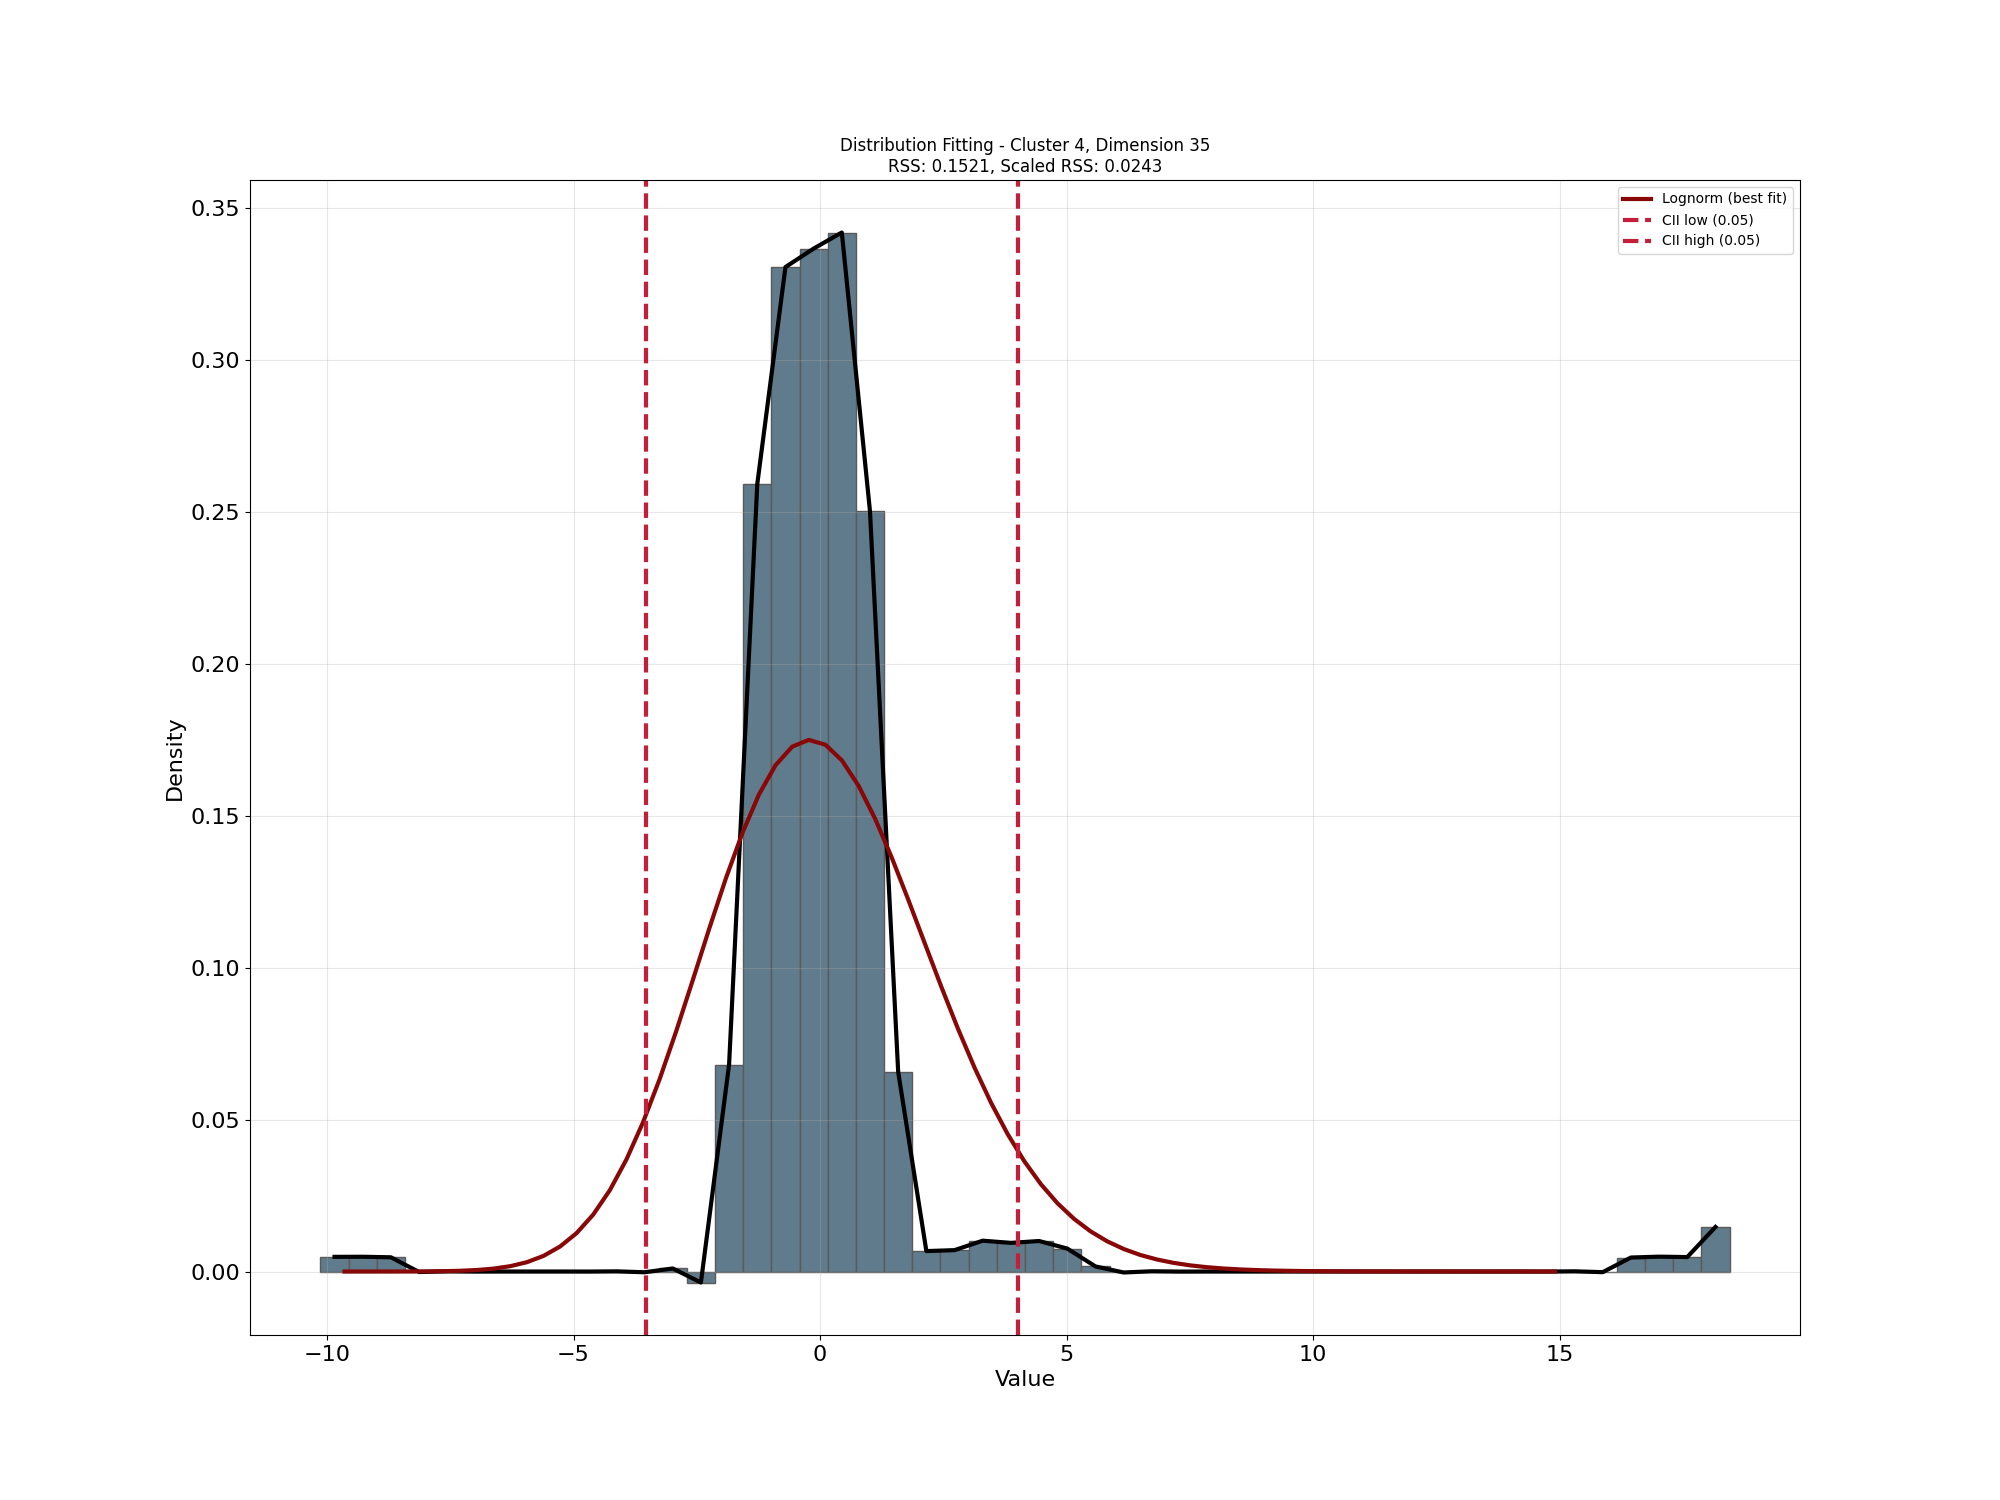 Distribution Fitting - Cluster 4, Dimension 35
RSS: 0.1521, Scaled RSS: 0.0243
Lognorm (best fit)
CII low (0.05)
CII high (0.05)
0.35
0.30
0.25
0.20
0.15
0.10
0.05
0.00
Density
−10 −5 0 5 10 15
Value